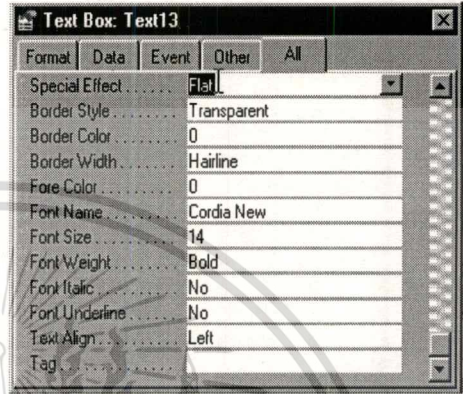 Text Box: Text13
Format Data Event Other All
Special Effect...... Flat
Border Style....... Transparent
Border Color....... 0
Border Width...... Hairline
Fore Color......... 0
Font Name......... Cordia New
Font Size.......... 14
Font Weight....... Bold
Font Italic......... No
Font Underline.... No
Text Align......... Left
Tag...............